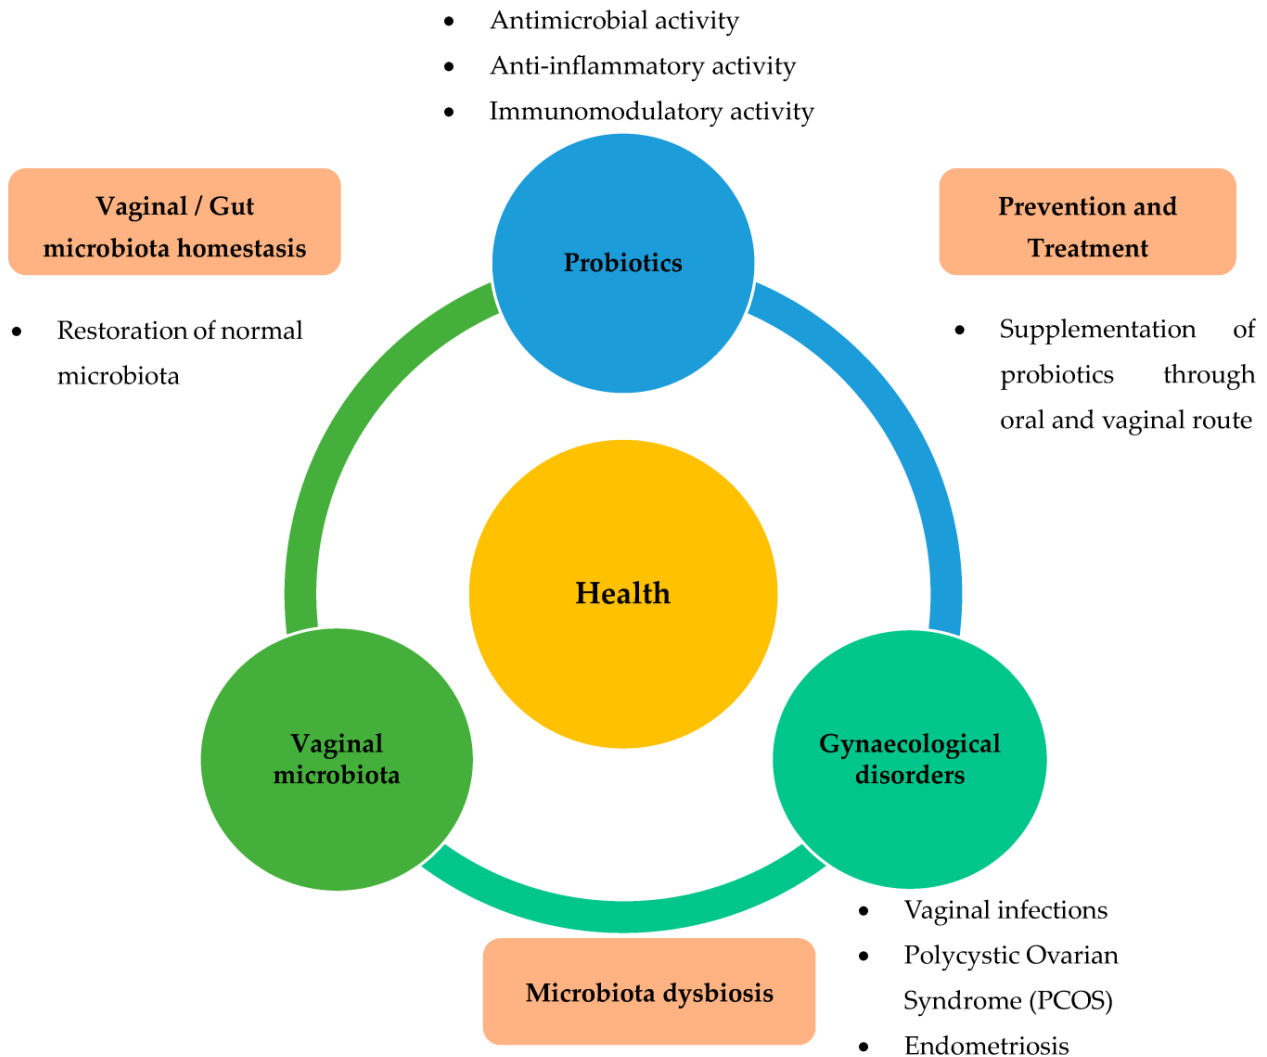 • Antimicrobial activity
• Anti-inflammatory activity
• Immunomodulatory activity
Vaginal / Gut
microbiota homestasis
• Restoration of normal
microbiota
Probiotics
Prevention and
Treatment
• Supplementation of
probiotics through
oral and vaginal route
Health
Vaginal
microbiota
Gynaecological
disorders
Microbiota dysbiosis
• Vaginal infections
• Polycystic Ovarian
Syndrome (PCOS)
• Endometriosis